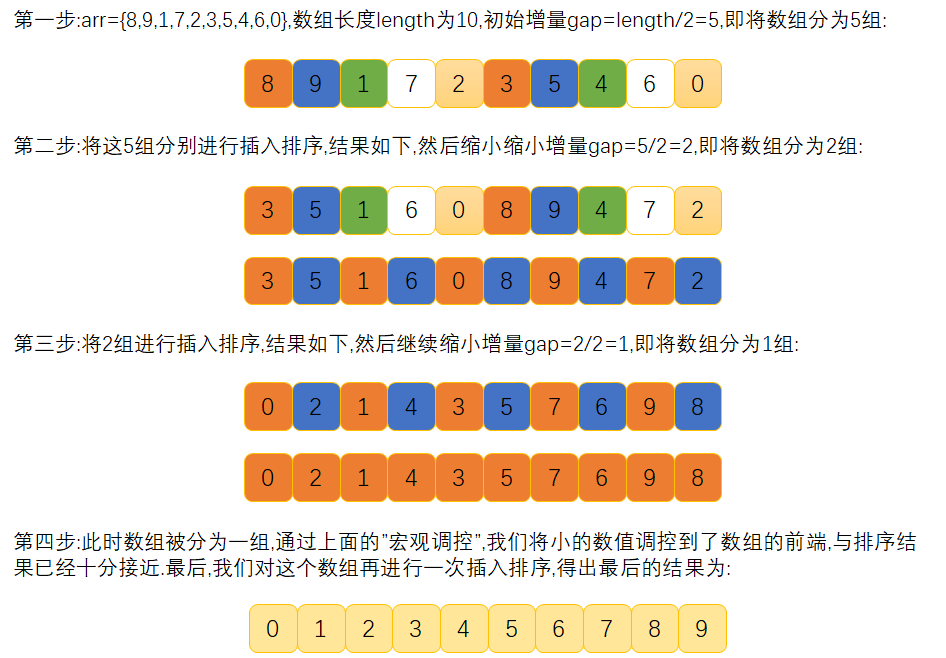 第一步:arr={8,9,1,7,2,3,5,4,6,0},数组长度length为10,初始增量gap=length/2=5,即将数组分为5组:
8 9 1 7 2 3 5 4 6 0
第二步:将这5组分别进行插入排序,结果如下,然后缩小缩小增量gap=5/2=2,即将数组分为2组:
3 5 1 6 0 8 9 4 7 2
3 5 1 6 0 8 9 4 7 2
第三步:将2组进行插入排序,结果如下,然后继续缩小增量gap=2/2=1,即将数组分为1组:
0 2 1 4 3 5 7 6 9 8
0 2 1 4 3 5 7 6 9 8
第四步:此时数组被分为一组,通过上面的”宏观调控”,我们将小的数值调控到了数组的前端,与排序结
果已经十分接近.最后,我们对这个数组再进行一次插入排序,得出最后的结果为:
0 1 2 3 4 5 6 7 8 9